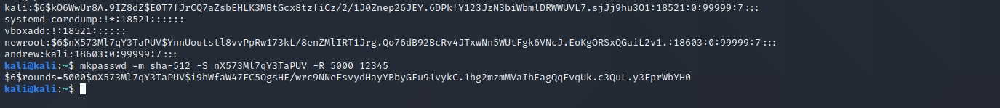 kali:$6$kO6WwUr8A.9IZ8dZ$E0T7fJrCQ7aZsbEHLK3MBtGcx8tzfiCz/2/1J0Znep26JEY.6DPkfY123JzN3biWbmlDRWWUVL7.sjJj9hu3O1:18521:0:99999:7:::
systemd-coredump:!*:18521::::::
vboxadd:!:18521::::::
newroot:$6$nX573Ml7qY3TaPUV$YnnUoutstl8vvPpRw173kL/8enZMlIRT1Jrg.Qo76dB92BcRv4JTxwNn5WUtFgk6VNcJ.EoKgORSxQGaiL2v1.:18603:0:99999:7:::
andrew:kali:18603:0:99999:7:::
kali@kali:~$ mkpasswd -m sha-512 -S nX573Ml7qY3TaPUV -R 5000 12345
$6$rounds=5000$nX573Ml7qY3TaPUV$i9hWfaW47FC5OgsHF/wrc9NNeFsvydHayYBbyGFu91vykC.1hg2mzmMVaIhEagQqFvqUk.c3QuL.y3FprWbYH0
kali@kali:~$